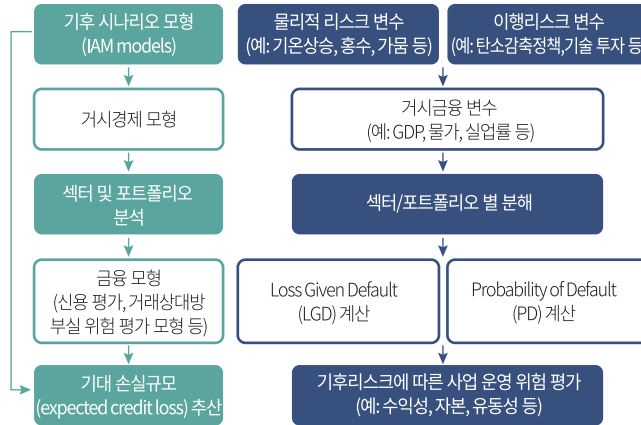 기후 시나리오 모형
(IAM models)
물리적 리스크 변수
(예: 기온상승, 홍수, 가뭄 등)
이행리스크 변수
(예: 탄소감축정책,기술 투자 등)
거시경제 모형
거시금융 변수
(예: GDP, 물가, 실업률 등)
섹터 및 포트폴리오
분석
섹터/포트폴리오 별 분해
금융 모형
(신용 평가, 거래상대방
부실 위험 평가 모형 등)
Loss Given Default
(LGD) 계산
Probability of Default
(PD) 계산
기대 손실규모
(expected credit loss) 추산
기후리스크에 따른 사업 운영 위험 평가
(예: 수익성, 자본, 유동성 등)